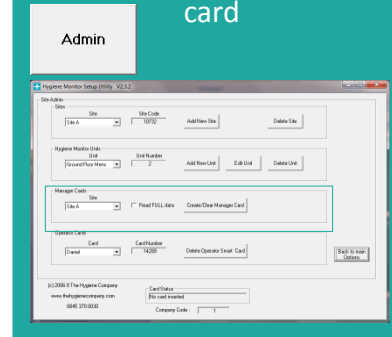 card
Admin
Hygiene Monitor Setup Utility V2.3.2
Site Admin
Sites
Site
Site Code
Site A
10732
Add New Site
Delete Site
Hygiene Monitor Units
Unit
Unit Number
Ground Floor Mens
2
Add New Unit
Edit Unit
Delete Unit
Manager Cards
Site
Site A
Read FULL data
Create/Clear Manager Card
Operator Cards
Card
Card Number
Daniel
14289
Delete Operator Smart Card
Back to main
Options
(c) 2006-9 The Hygiene Company
www.thehygienecompany.com
0845 370 0030
Card Status
No card inserted
Company Code :
1